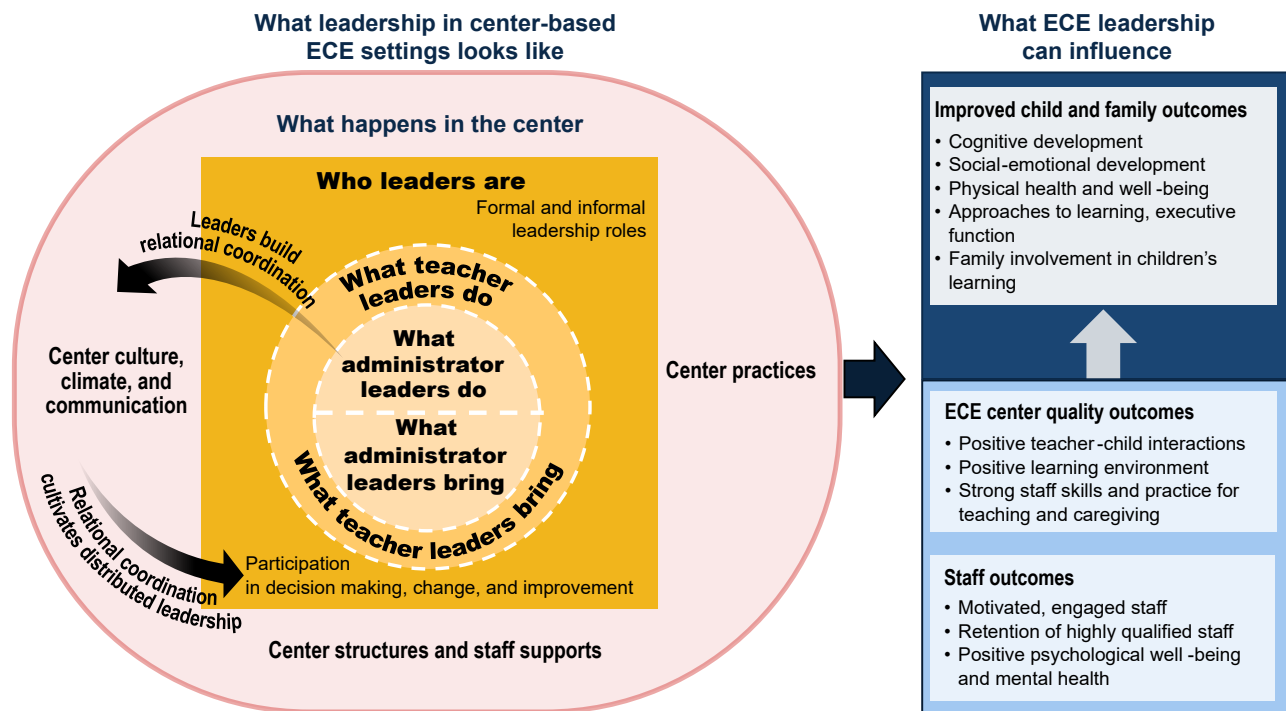 What leadership in center-based
ECE settings looks like
What happens in the center
Who leaders are
Formal and informal
leadership roles
Leaders build
relational coordination
What teacher
leaders do
What
administrator
leaders do
What
administrator
leaders bring
What teacher leaders bring
Center culture,
climate, and
communication
Center practices
Relational coordination
cultivates distributed leadership
Participation
in decision making, change, and improvement
Center structures and staff supports
What ECE leadership
can influence
Improved child and family outcomes
• Cognitive development
• Social-emotional development
• Physical health and well-being
• Approaches to learning, executive
function
• Family involvement in children's
learning
ECE center quality outcomes
• Positive teacher-child interactions
• Positive learning environment
• Strong staff skills and practice for
teaching and caregiving
Staff outcomes
• Motivated, engaged staff
• Retention of highly qualified staff
• Positive psychological well-being
and mental health